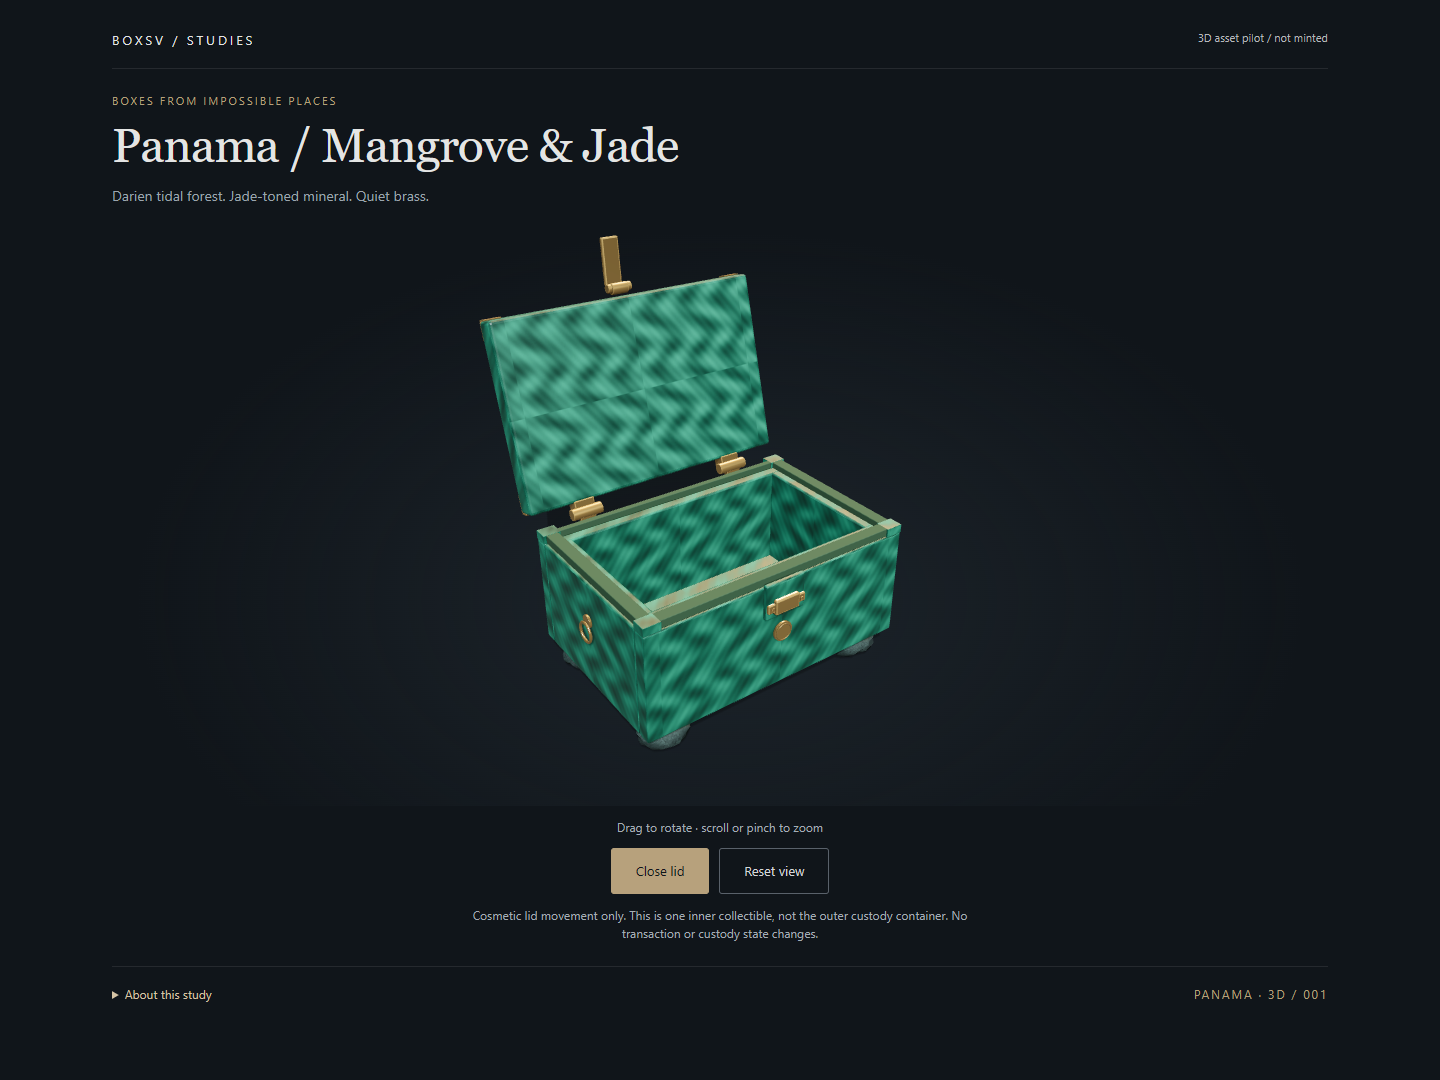 BOXSV / STUDIES
3D asset pilot / not minted
BOXES FROM IMPOSSIBLE PLACES
Panama / Mangrove & Jade
Darien tidal forest. Jade-toned mineral. Quiet brass.
Drag to rotate · scroll or pinch to zoom
Close lid
Reset view
Cosmetic lid movement only. This is one inner collectible, not the outer custody container. No
transaction or custody state changes.
About this study
PANAMA · 3D / 001